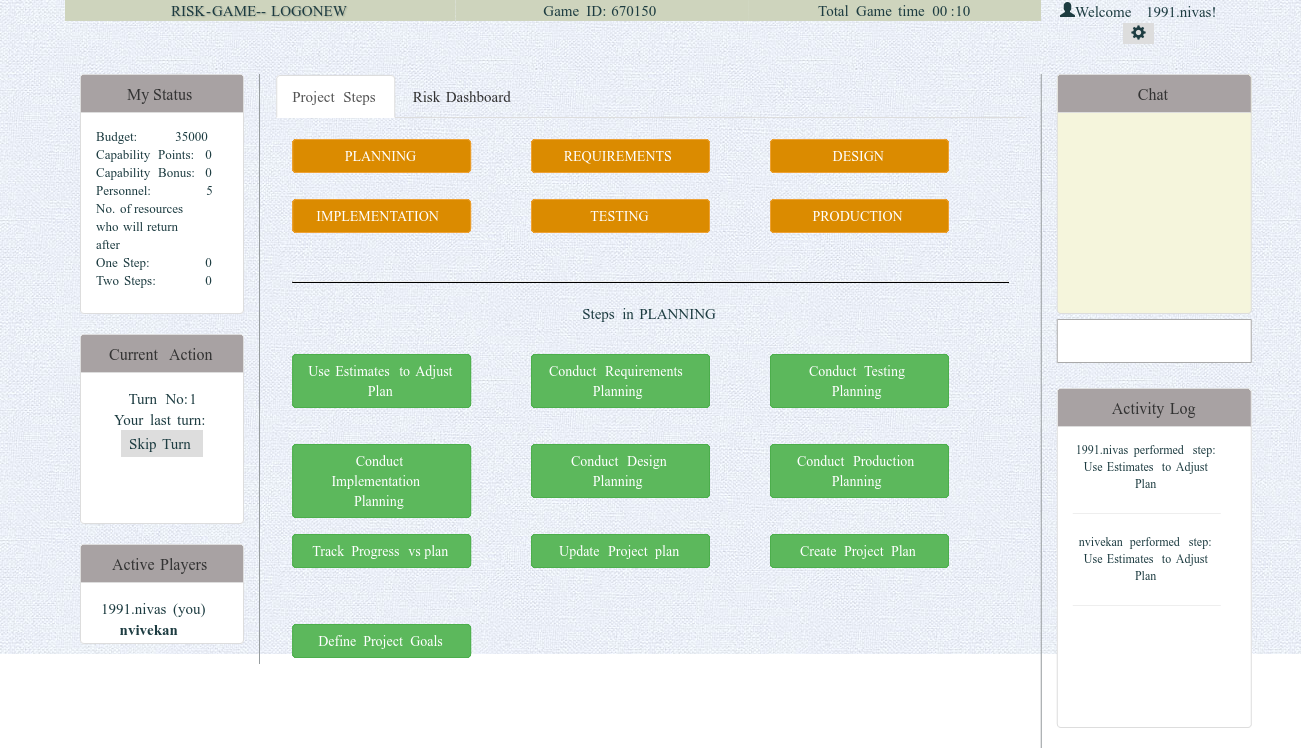 RISK-GAME-- LOGONEW
Game ID: 670150
Total Game time 00:10
Welcome 1991.nivas!
My Status
Budget: 35000
Capability Points: 0
Capability Bonus: 0
Personnel: 5
No. of resources
who will return
after
One Step: 0
Two Steps: 0
Current Action
Turn No:1
Your last turn:
Skip Turn
Active Players
1991.nivas (you)
nvivekan
Project Steps
Risk Dashboard
PLANNING
REQUIREMENTS
DESIGN
IMPLEMENTATION
TESTING
PRODUCTION
Steps in PLANNING
Use Estimates to Adjust
Plan
Conduct Requirements
Planning
Conduct Testing
Planning
Conduct
Implementation
Planning
Conduct Design
Planning
Conduct Production
Planning
Track Progress vs plan
Update Project plan
Create Project Plan
Define Project Goals
Chat
Activity Log
1991.nivas performed step:
Use Estimates to Adjust
Plan
nvivekan performed step:
Use Estimates to Adjust
Plan